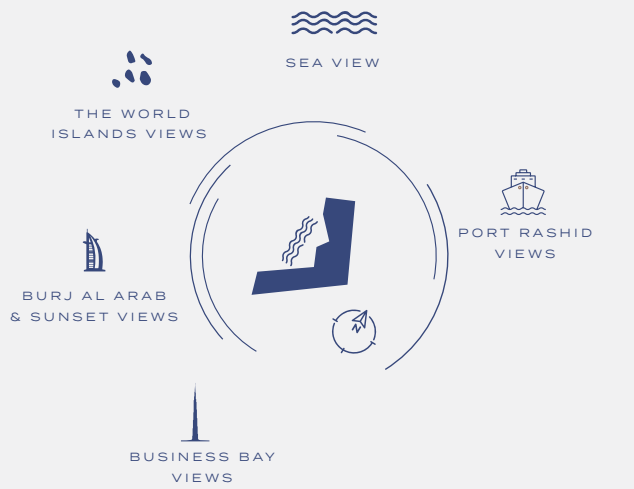 SEA VIEW
THE WORLD
ISLANDS VIEWS
PORT RASHID
VIEWS
BURJ AL ARAB
& SUNSET VIEWS
N
BUSINESS BAY
VIEWS